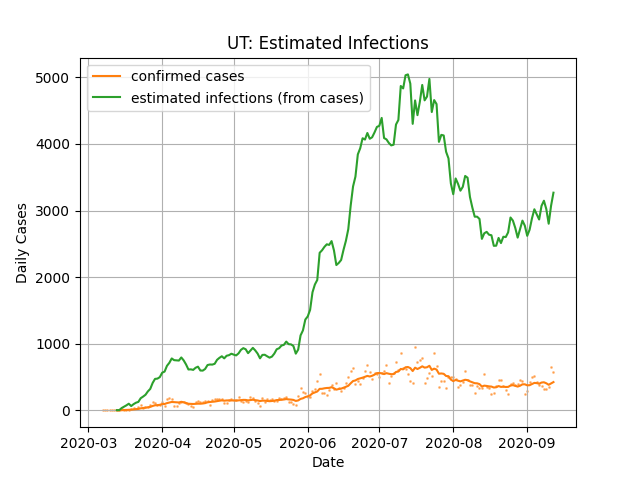 UT: Estimated Infections
confirmed cases
estimated infections (from cases)
Daily Cases
5000
4000
3000
2000
1000
0
2020-03 2020-04 2020-05 2020-06 2020-07 2020-08 2020-09
Date